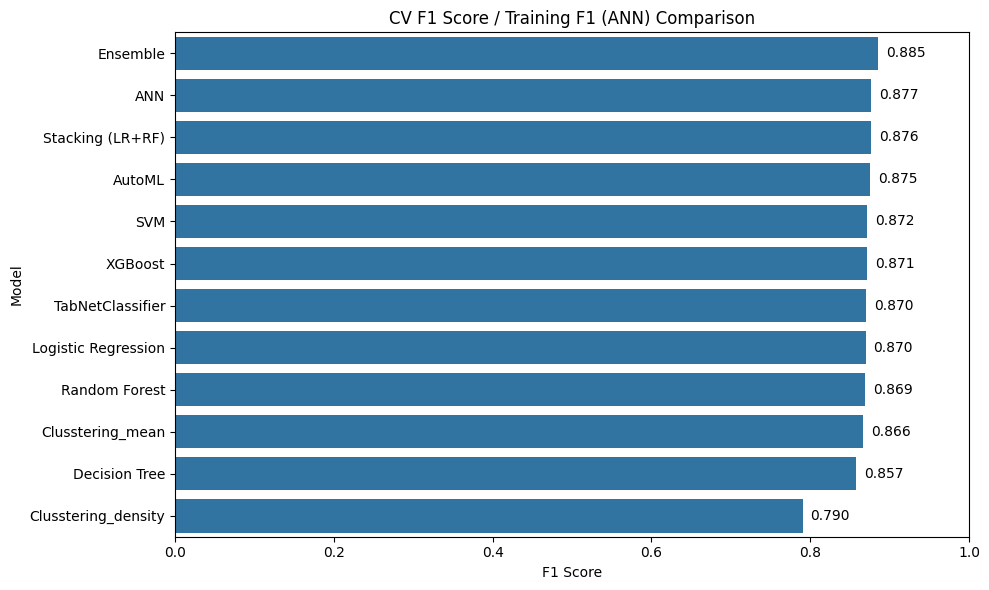 CV F1 Score / Training F1 (ANN) Comparison
Ensemble 0.885
ANN 0.877
Stacking (LR+RF) 0.876
AutoML 0.875
SVM 0.872
XGBoost 0.871
TabNetClassifier 0.870
Logistic Regression 0.870
Random Forest 0.869
Clusstering_mean 0.866
Decision Tree 0.857
Clusstering_density 0.790
Model
0.0 0.2 0.4 0.6 0.8 1.0
F1 Score